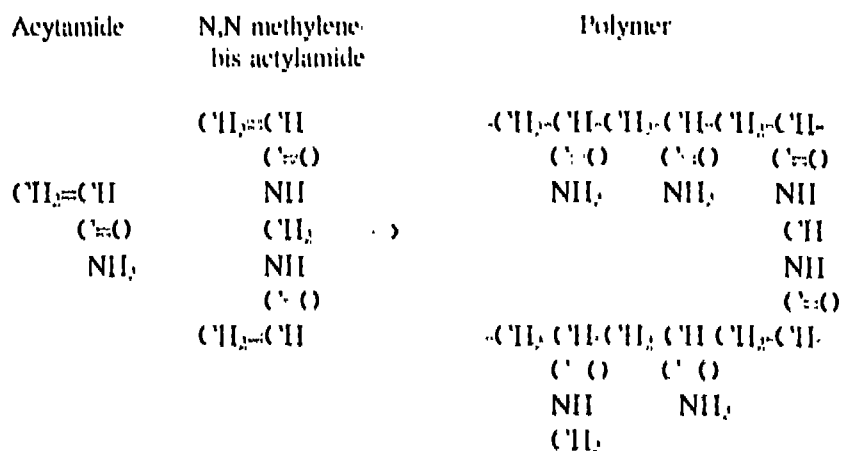 Acytamide N,N methylene- Polymer
bis actylamide
CH₂=CH -CH₂-CH-CH₂-CH-CH₂-CH-
C=O C=O C=O C=O
CH₂=CH NH NH₂ NH₂ NH
C=O CH₂ CH
NH₂ NH NH
C=O C=O
CH₂=CH -CH₂ CH-CH₂ CH CH₂-CH-
C O C O
NH NH₂
CH₂